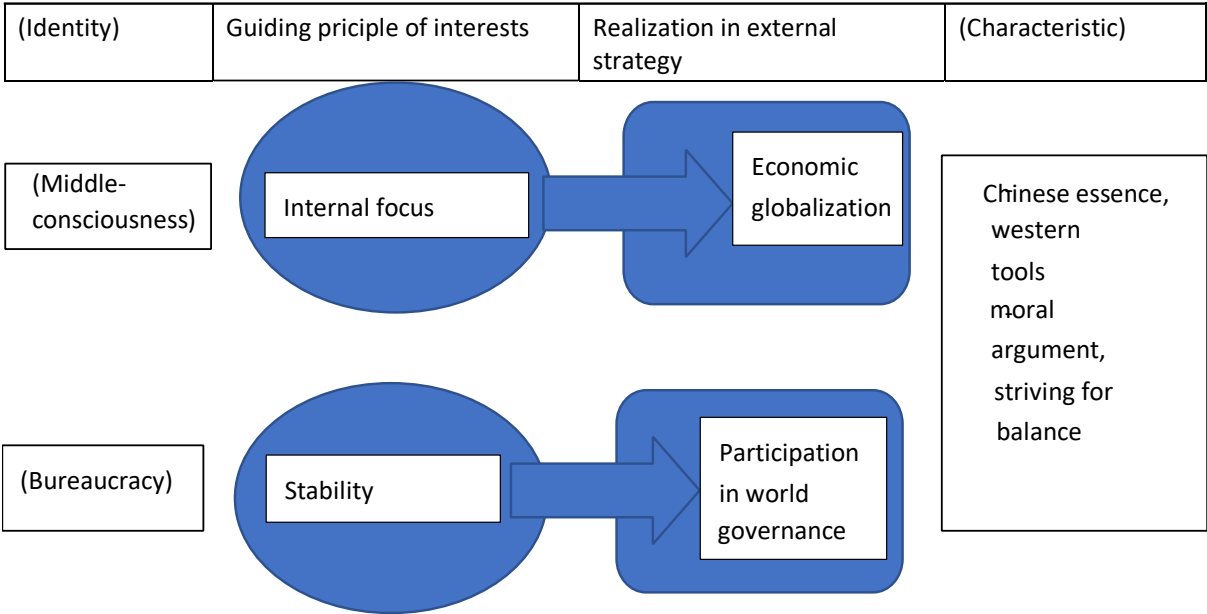 (Identity)
Guiding priciple of interests
Realization in external
strategy
(Characteristic)
(Middle-
consciousness)
Internal focus
Economic
globalization
Chinese essence,
western
tools
- moral
argument,
striving for
balance
(Bureaucracy)
Stability
Participation
in world
governance